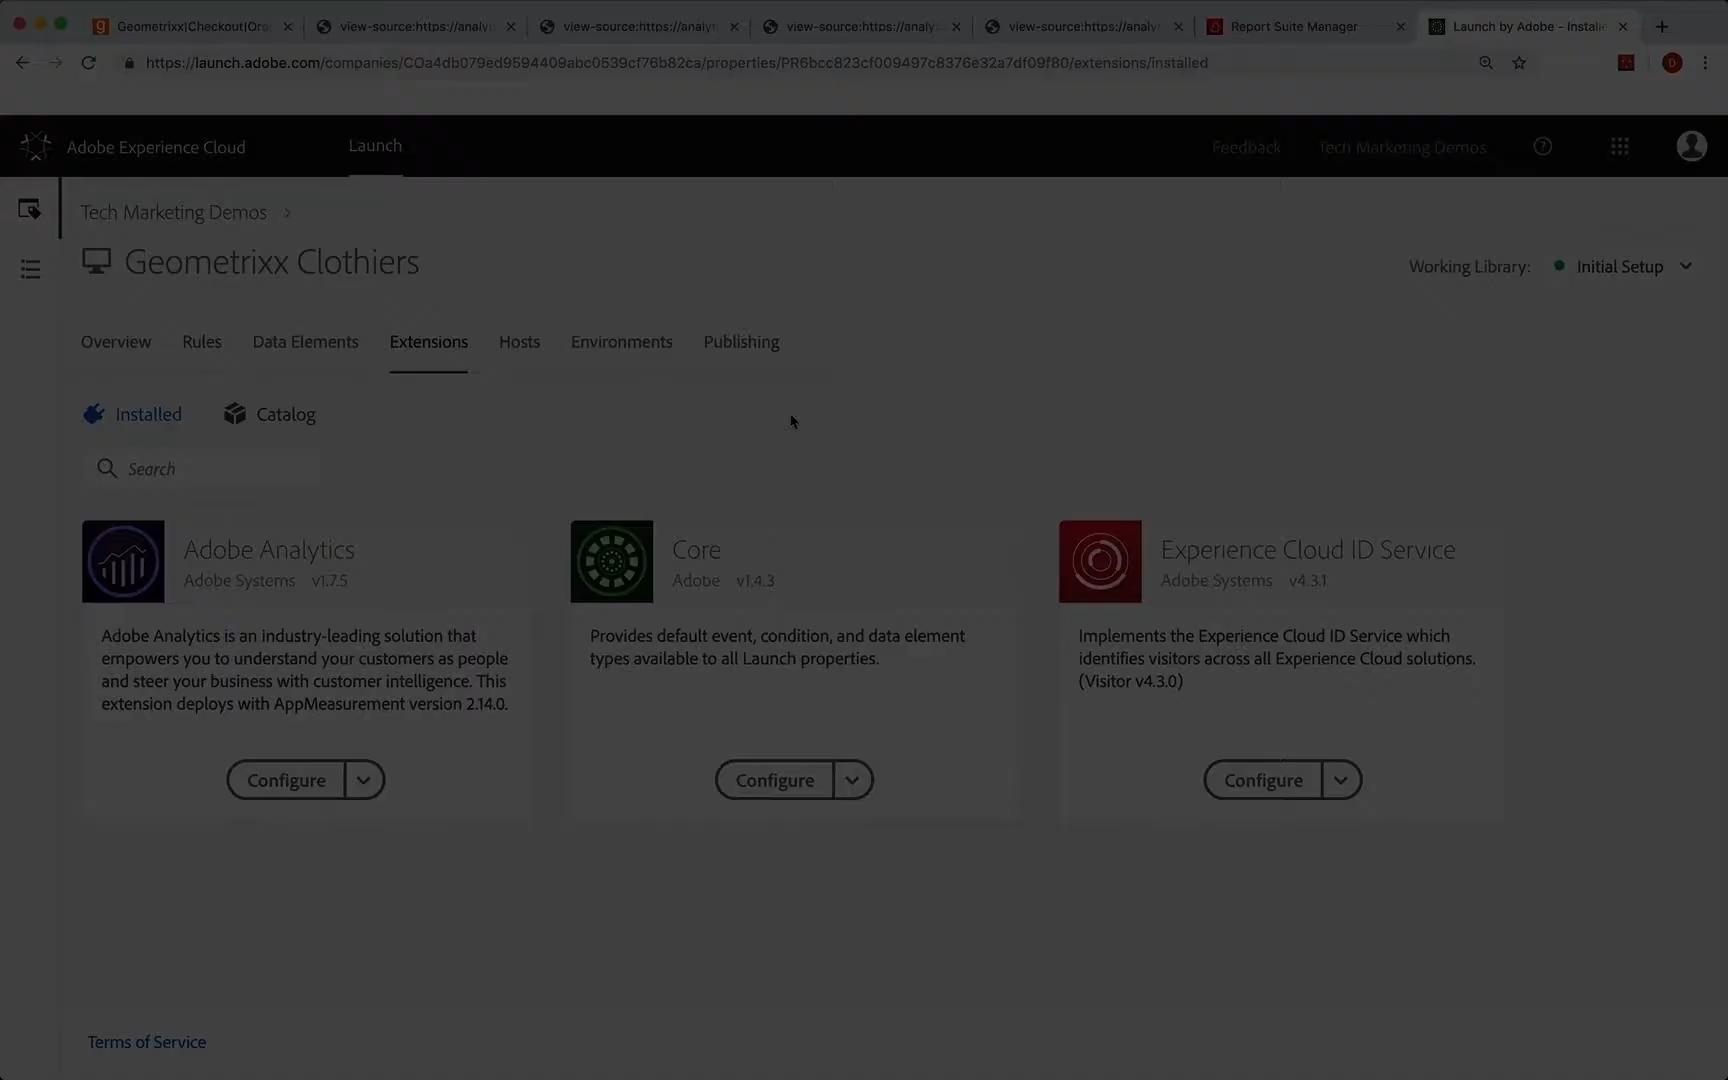 Geometrixx|Checkout|Ord
view-source:https://analyt
view-source:https://analyt
view-source:https://analy
view-source:https://analy
Report Suite Manager
Launch by Adobe - Installe
https://launch.adobe.com/companies/COa4db079ed9594409abc0539cf76b82ca/properties/PR6bcc823cf009497c8376e32a7df09f80/extensions/installed
D
Adobe Experience Cloud
Launch
Feedback
Tech Marketing Demos
Tech Marketing Demos
Geometrixx Clothiers
Working Library: Initial Setup
Overview Rules Data Elements Extensions Hosts Environments Publishing
Installed Catalog
Search
Adobe Analytics
Adobe Systems v1.7.5
Adobe Analytics is an industry-leading solution that
empowers you to understand your customers as people
and steer your business with customer intelligence. This
extension deploys with AppMeasurement version 2.14.0.
Configure
Core
Adobe v1.4.3
Provides default event, condition, and data element
types available to all Launch properties.
Configure
Experience Cloud ID Service
Adobe Systems v4.3.1
Implements the Experience Cloud ID Service which
identifies visitors across all Experience Cloud solutions.
(Visitor v4.3.0)
Configure
Terms of Service